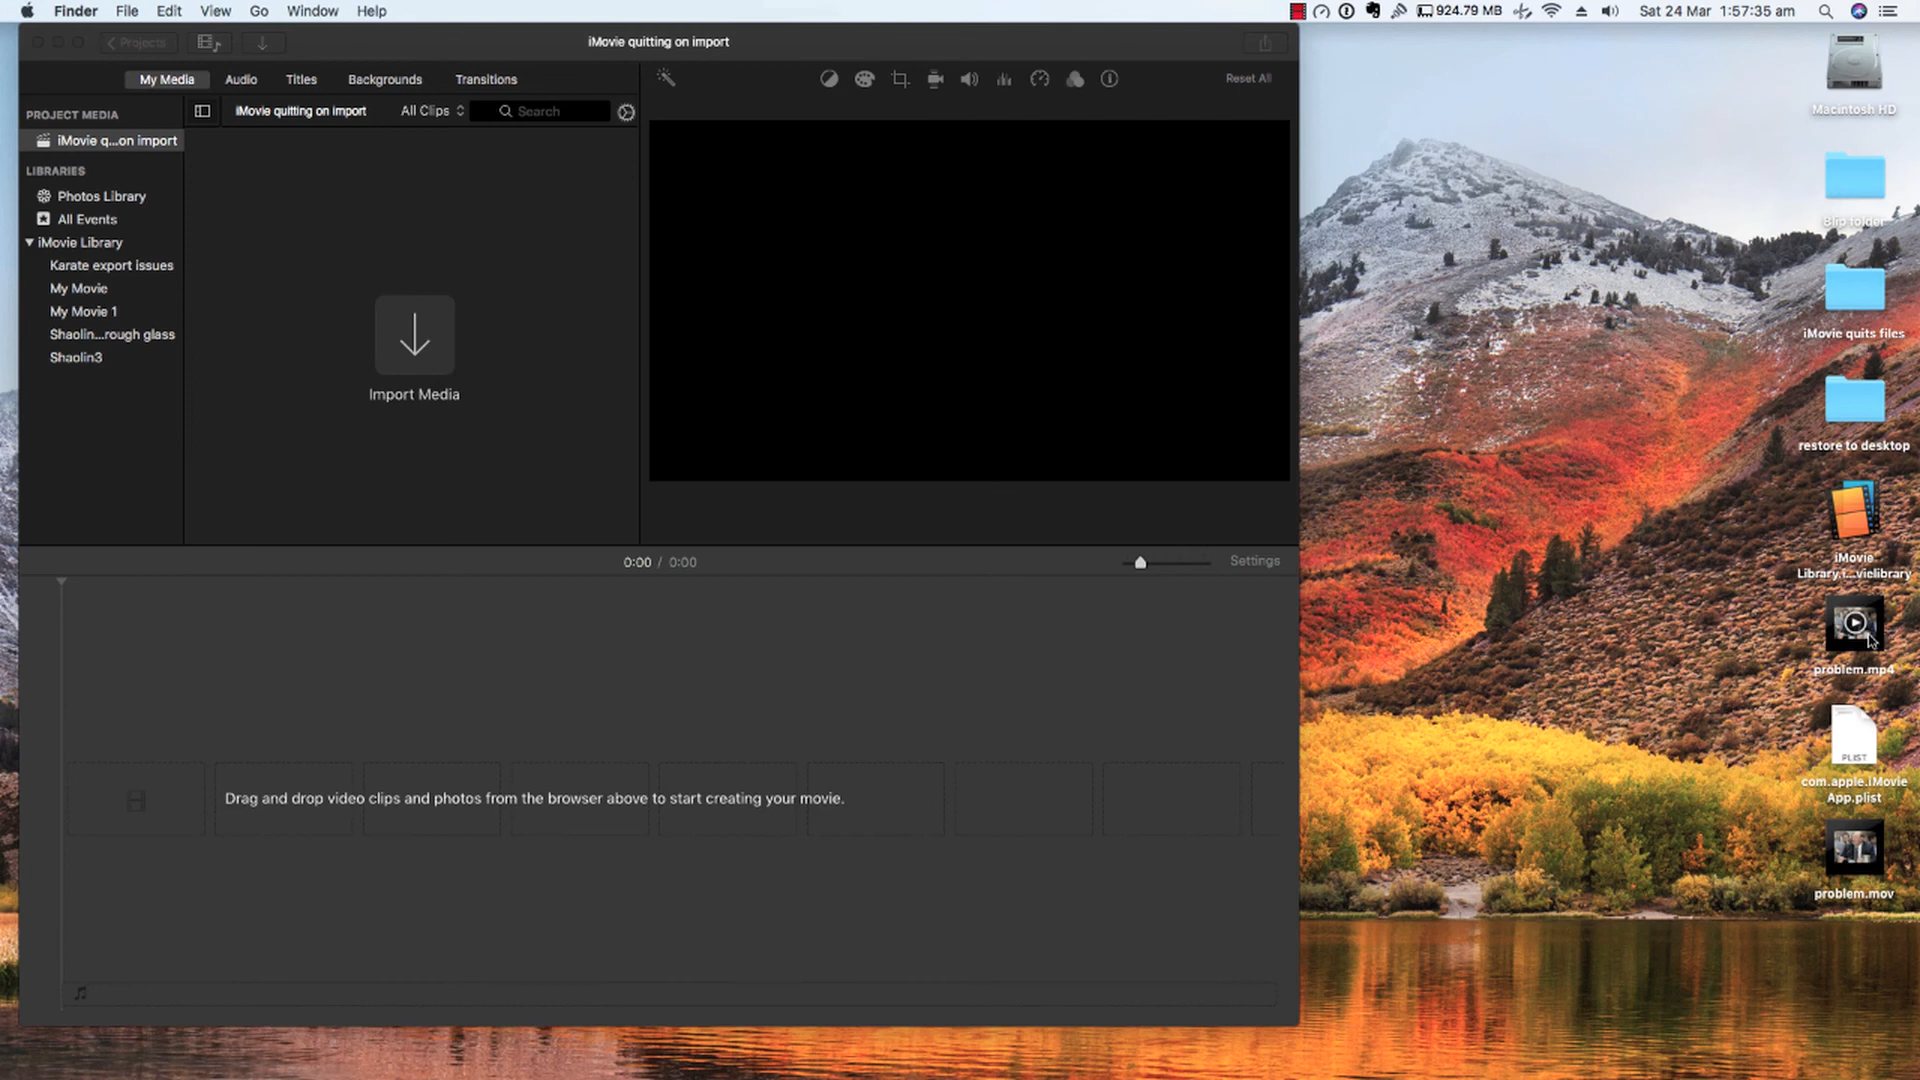 Finder File Edit View Go Window Help
924.79 MB Sat 24 Mar 1:57:35 am
Projects
iMovie quitting on import
My Media Audio Titles Backgrounds Transitions
Reset All
PROJECT MEDIA
iMovie quitting on import All Clips Search
iMovie q...on import
LIBRARIES
Photos Library
All Events
iMovie Library
Karate export issues
My Movie
My Movie 1
Shaolin...rough glass
Shaolin3
Import Media
0:00 / 0:00
Settings
Drag and drop video clips and photos from the browser above to start creating your movie.
Macintosh HD
Blip folder
iMovie quits files
restore to desktop
iMovie
Library.i...vielibrary
problem.mp4
PLIST
com.apple.iMovie
App.plist
problem.mov